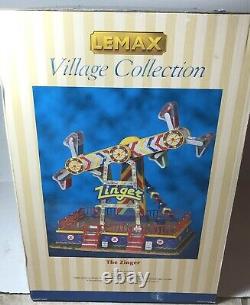 LEMAX
Village Collection
Zinger
The Zinger